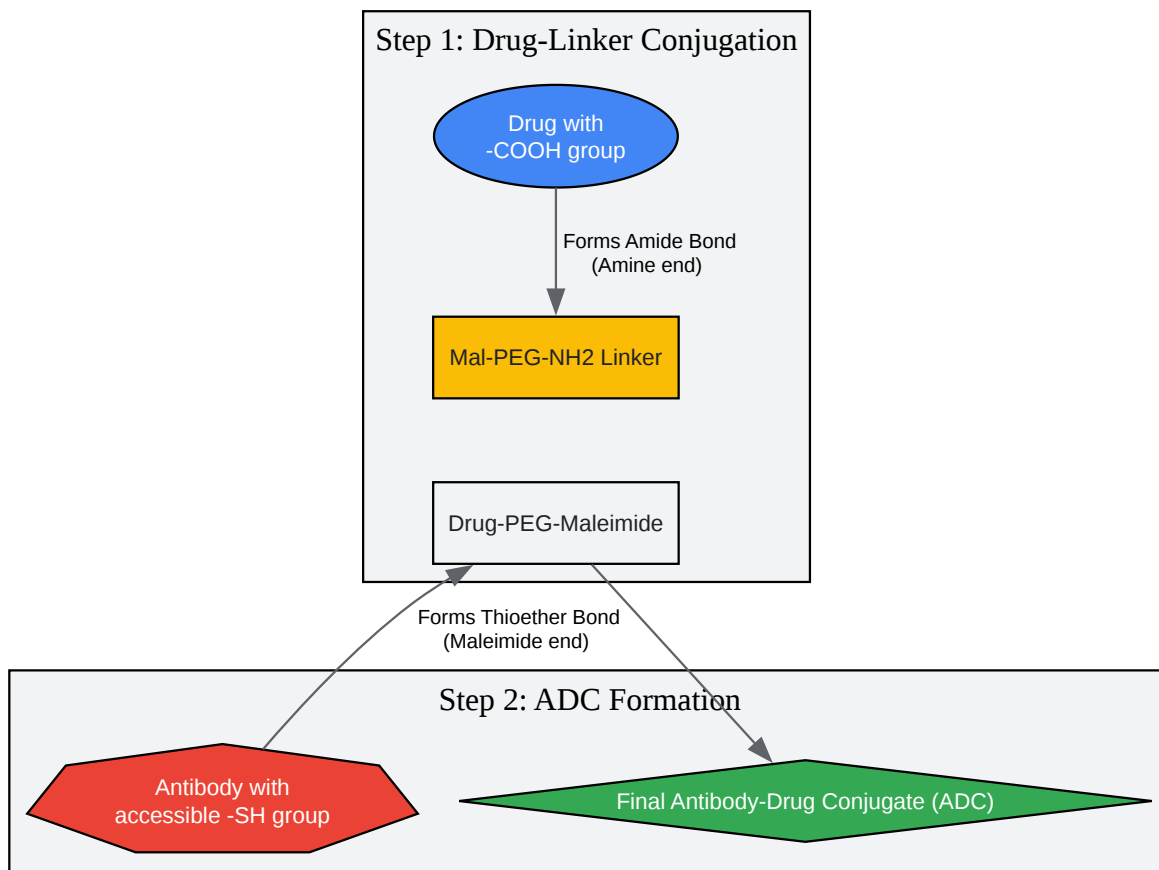 Step 1: Drug-Linker Conjugation
Drug with
-COOH group
Forms Amide Bond
(Amine end)
Mal-PEG-NH2 Linker
Drug-PEG-Maleimide
Forms Thioether Bond
(Maleimide end)
Step 2: ADC Formation
Antibody with
accessible -SH group
Final Antibody-Drug Conjugate (ADC)